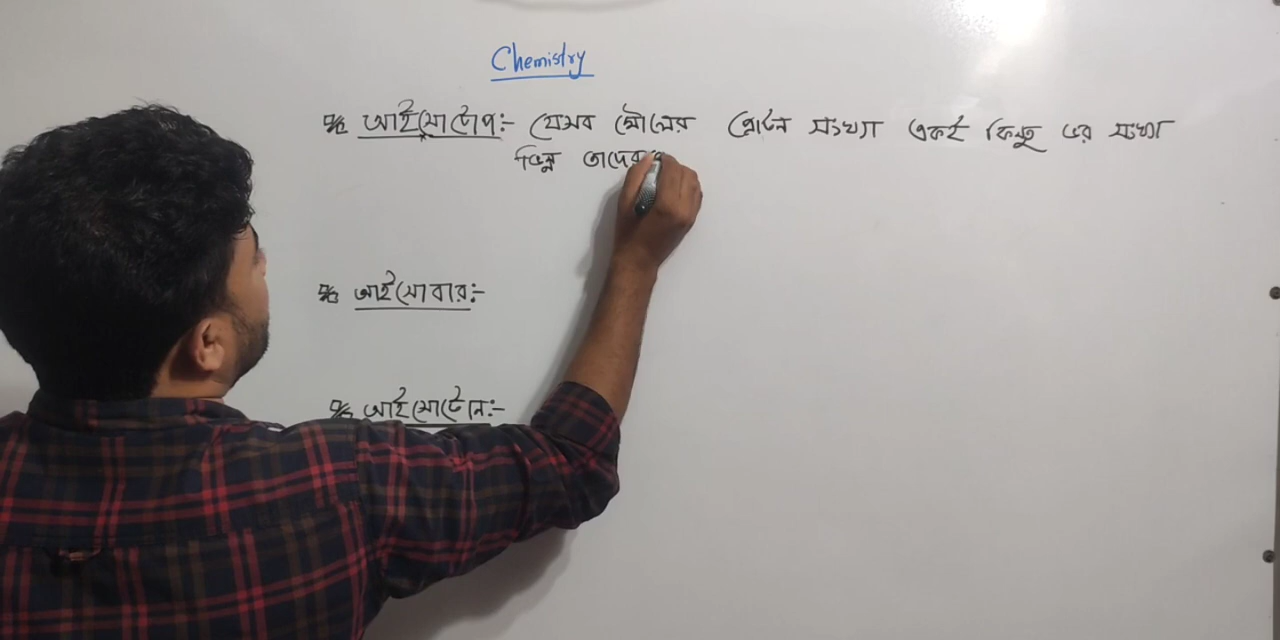 Chemistry
※ আইসোটোপ:- যেসব মৌলের প্রোটন সংখ্যা একই কিন্তু ভর সংখ্যা
ভিন্ন তাদের
※ আইসোবার:-
※ আইসোটোন:-